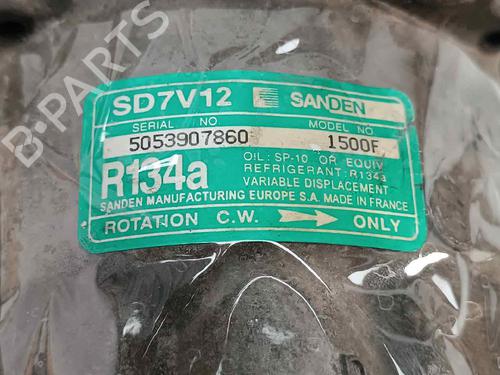 B-PARTS
SD7V12 SANDEN
SERIAL NO MODEL NO
5053907860 1500F
R134a
OIL: SP-10 OR EQUIV
REFRIGERANT: R134a
VARIABLE DISPLACEMENT
SANDEN MANUFACTURING EUROPE S.A. MADE IN FRANCE
ROTATION C.W. ONLY